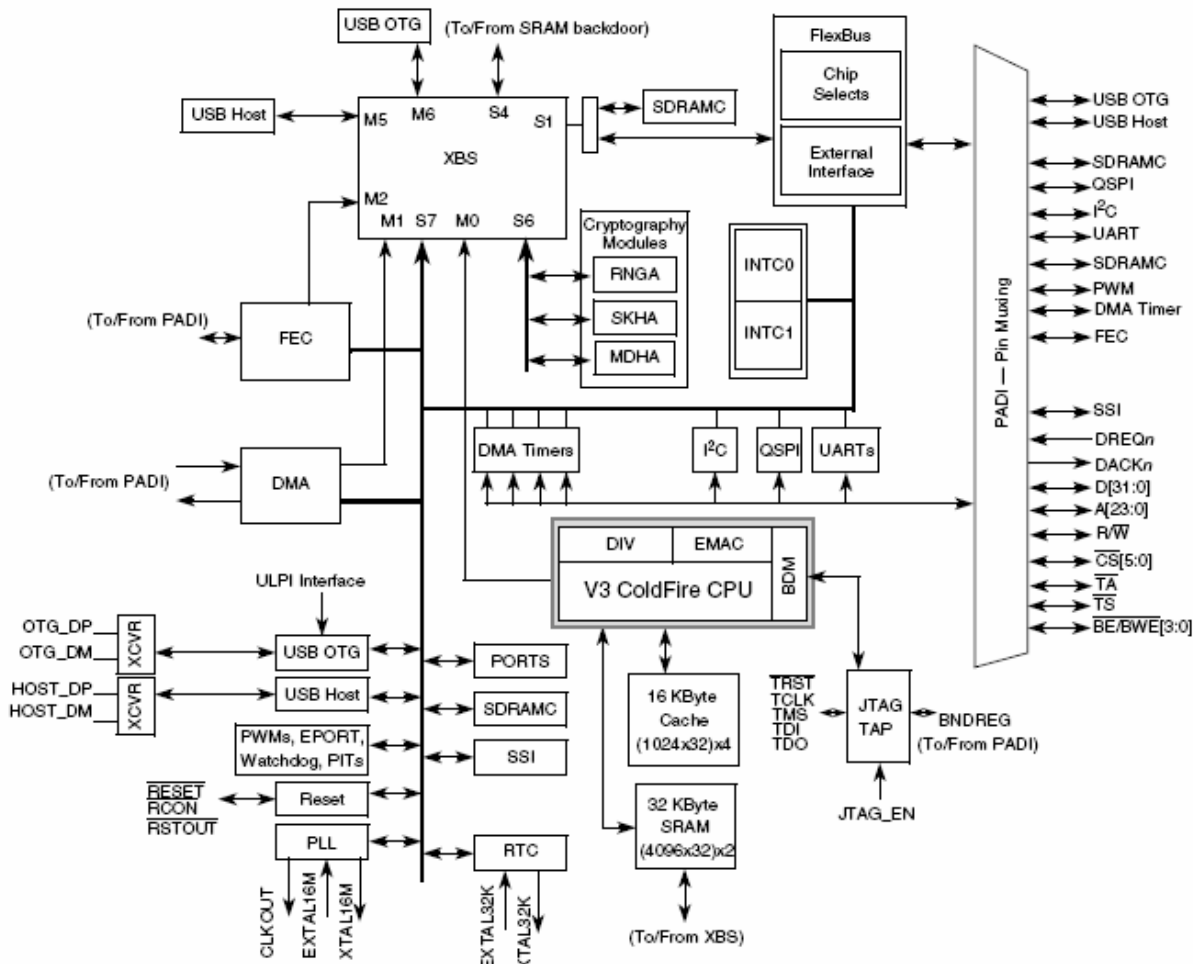 USB OTG
(To/From SRAM backdoor)
FlexBus
Chip
Selects
External
Interface
USB Host
M5
M6
S4
S1
XBS
M2
M1
S7
M0
S6
SDRAMC
Cryptography
Modules
RNGA
SKHA
MDHA
INTC0
INTC1
(To/From PADI)
FEC
(To/From PADI)
DMA
DMA Timers
I²C
QSPI
UARTs
PADI — Pin Muxing
USB OTG
USB Host
SDRAMC
QSPI
I²C
UART
SDRAMC
PWM
DMA Timer
FEC
SSI
DREQn
DACKn
D[31:0]
A[23:0]
R/W
CS[5:0]
TA
TS
BE/BWE[3:0]
DIV
EMAC
BDM
V3 ColdFire CPU
ULPI Interface
OTG_DP
OTG_DM
XCVR
USB OTG
HOST_DP
HOST_DM
XCVR
USB Host
PWMs, EPORT,
Watchdog, PITs
RESET
RCON
RSTOUT
Reset
PLL
CLKOUT
EXTAL16M
XTAL16M
PORTS
SDRAMC
SSI
RTC
EXTAL32K
XTAL32K
16 KByte
Cache
(1024x32)x4
32 KByte
SRAM
(4096x32)x2
(To/From XBS)
TRST
TCLK
TMS
TDI
TDO
JTAG
TAP
BNDREG
(To/From PADI)
JTAG_EN